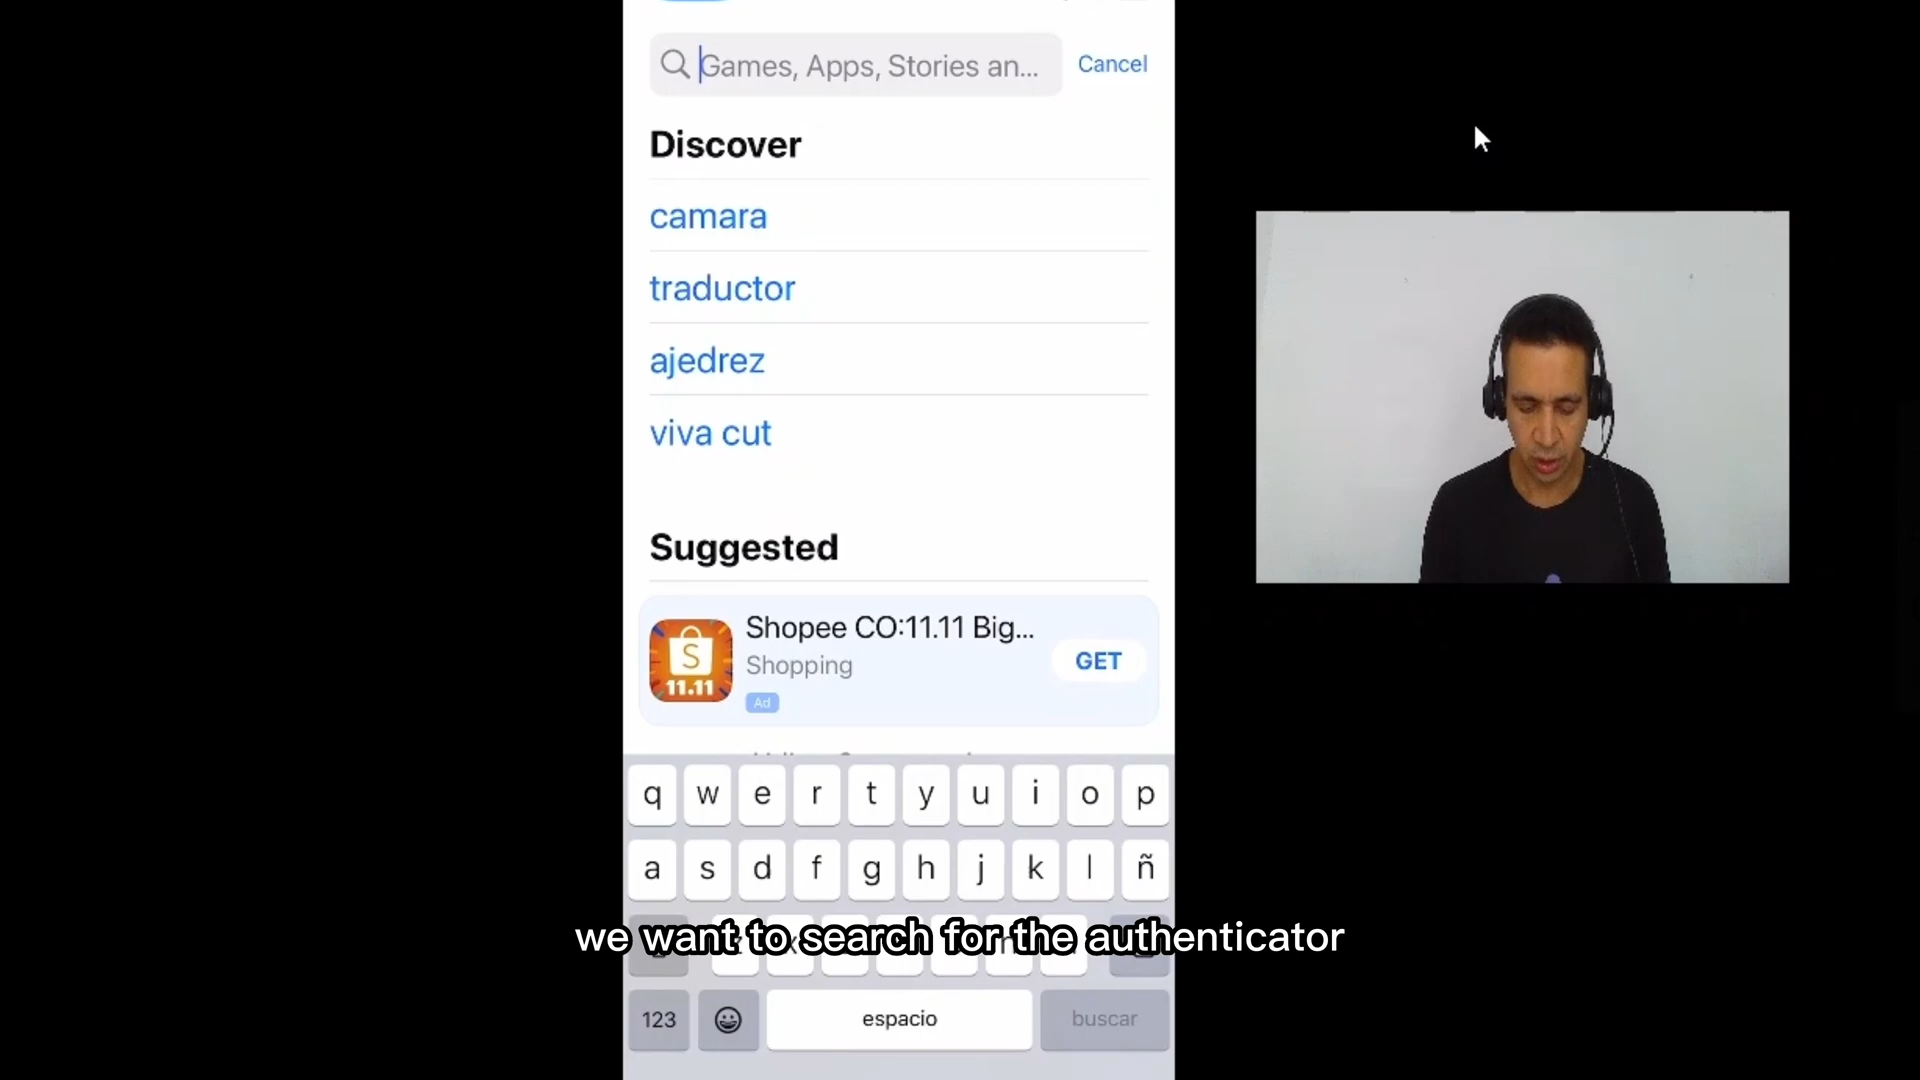 Games, Apps, Stories an...
Cancel
Discover
camara
traductor
ajedrez
viva cut
Suggested
Shopee CO:11.11 Big...
Shopping
Ad
GET
S
11.11
q w e r t y u i o p
a s d f g h j k l ñ
we want to search for the authenticator
123
espacio
buscar